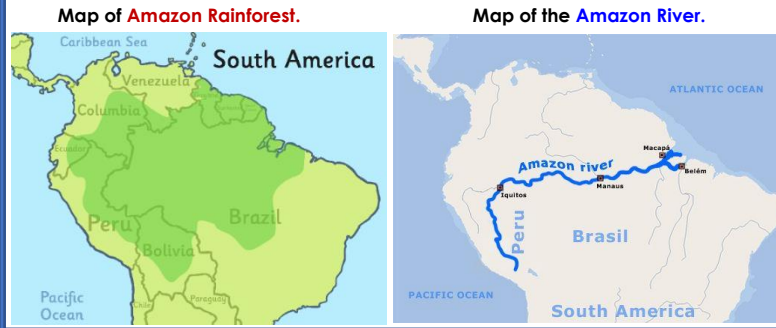 Map of Amazon Rainforest.
Map of the Amazon River.
Caribbean Sea
South America
Venezuela
Columbia
Ecuador
Peru
Brazil
Bolivia
Pacific
Ocean
Chile
Paraguay
ATLANTIC OCEAN
Macapá
Belém
Amazon river
Manaus
Iquitos
Peru
Brasil
PACIFIC OCEAN
South America